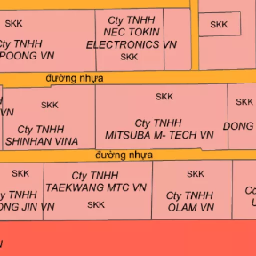 SKK
Cty TNHH
POONG VN
Cty TNHH
NEC TOKIN
ELECTRONICS VN
SKK
SKK
đường nhựa
SKK
Cty TNHH
SHINHAN VINA
SKK
Cty TNHH
MITSUBA M- TECH VN
SKK
DONG
đường nhựa
SKK
Cty TNHH
ONG JIN VN
Cty TNHH
TAEKWANG MTC VN
SKK
SKK
Cty TNHH
OLAM VN